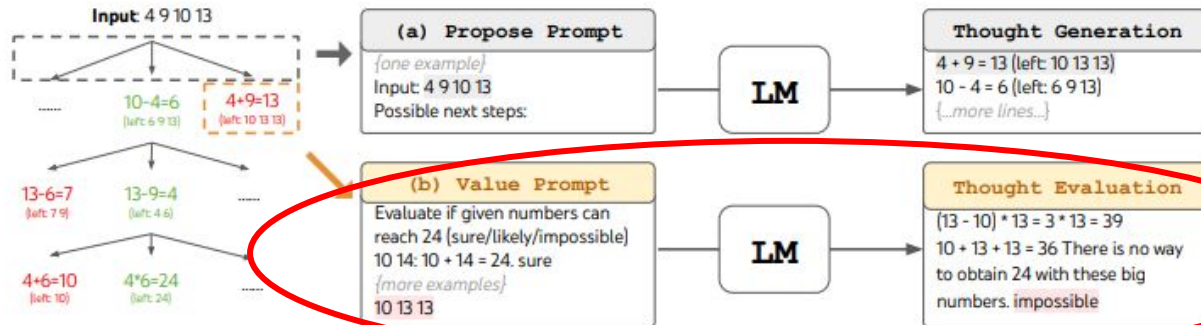 Input: 4 9 10 13
......
10-4=6
(left: 6 9 13)
4+9=13
(left: 10 13 13)
13-6=7
(left: 7 9)
13-9=4
(left: 4 6)
......
4+6=10
(left: 10)
4*6=24
(left: 24)
......
(a) Propose Prompt
{one example}
Input: 4 9 10 13
Possible next steps:
LM
Thought Generation
4 + 9 = 13 (left: 10 13 13)
10 - 4 = 6 (left: 6 9 13)
{...more lines...}
(b) Value Prompt
Evaluate if given numbers can
reach 24 (sure/likely/impossible)
10 14: 10 + 14 = 24. sure
{more examples}
10 13 13
LM
Thought Evaluation
(13 - 10) * 13 = 3 * 13 = 39
10 + 13 + 13 = 36 There is no way
to obtain 24 with these big
numbers. impossible